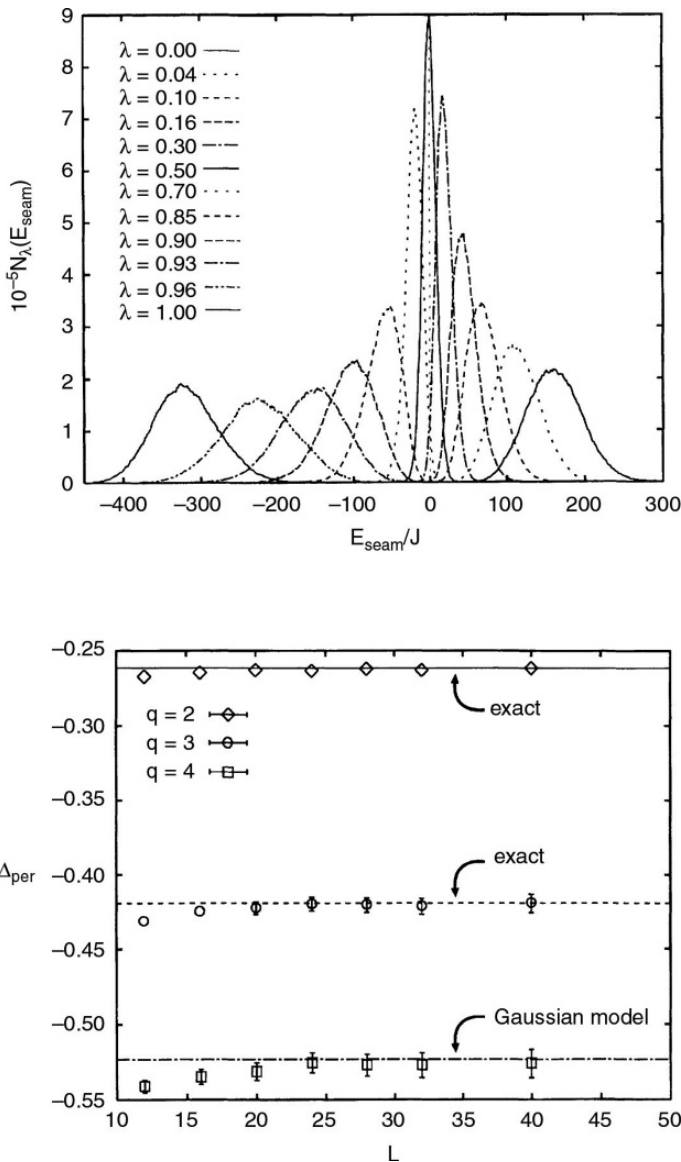 9
8
7
6
5
4
3
2
1
0
10⁻⁵N_λ(E_seam)
λ = 0.00
λ = 0.04
λ = 0.10
λ = 0.16
λ = 0.30
λ = 0.50
λ = 0.70
λ = 0.85
λ = 0.90
λ = 0.93
λ = 0.96
λ = 1.00
−400 −300 −200 −100 0 100 200 300
E_seam/J
−0.25
−0.30
−0.35
−0.40
−0.45
−0.50
−0.55
Δ_per
q = 2
q = 3
q = 4
exact
exact
Gaussian model
10 15 20 25 30 35 40 45 50
L